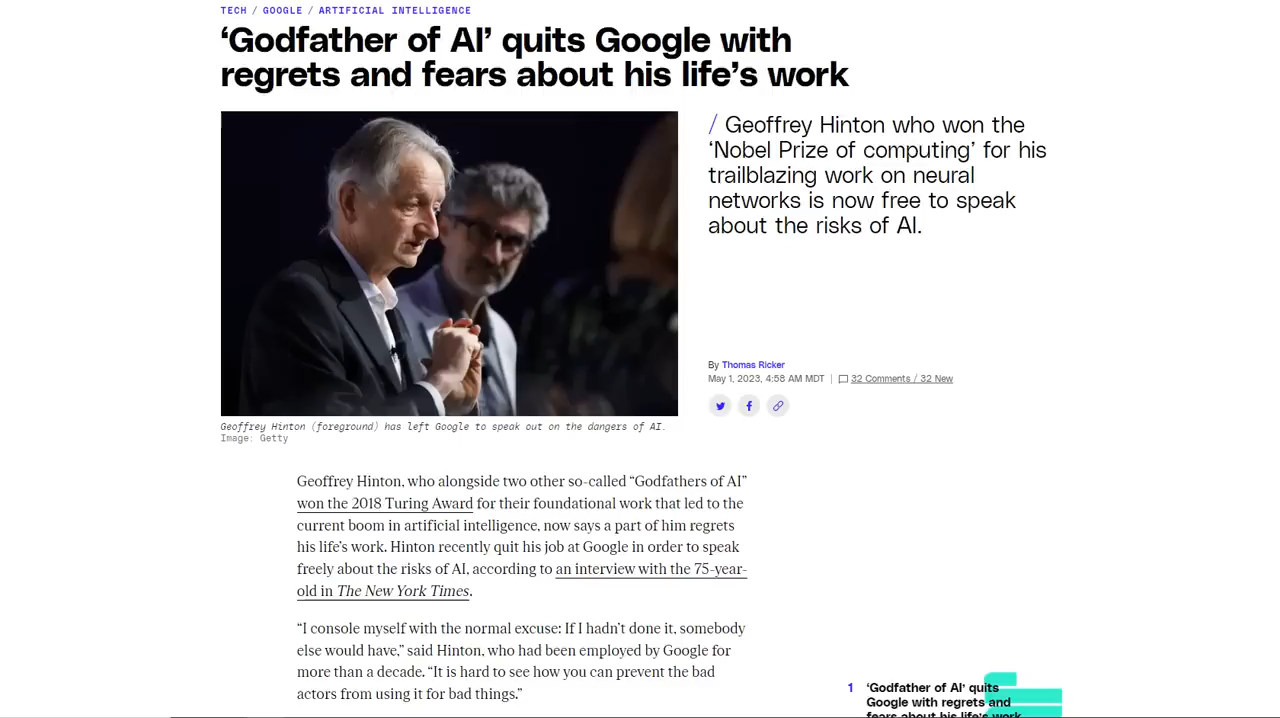 TECH / GOOGLE / ARTIFICIAL INTELLIGENCE
‘Godfather of AI’ quits Google with
regrets and fears about his life’s work
/ Geoffrey Hinton who won the
‘Nobel Prize of computing’ for his
trailblazing work on neural
networks is now free to speak
about the risks of AI.
By Thomas Ricker
May 1, 2023, 4:58 AM MDT | 32 Comments / 32 New
Geoffrey Hinton (foreground) has left Google to speak out on the dangers of AI.
Image: Getty
Geoffrey Hinton, who alongside two other so-called “Godfathers of AI”
won the 2018 Turing Award for their foundational work that led to the
current boom in artificial intelligence, now says a part of him regrets
his life’s work. Hinton recently quit his job at Google in order to speak
freely about the risks of AI, according to an interview with the 75-year-
old in The New York Times.
“I console myself with the normal excuse: If I hadn’t done it, somebody
else would have,” said Hinton, who had been employed by Google for
more than a decade. “It is hard to see how you can prevent the bad
actors from using it for bad things.”
1 ‘Godfather of AI’ quits
Google with regrets and
fears about his life’s work